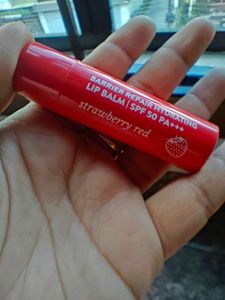 BARRIER REPAIR HYDRATING
LIP BALM | SPF 50 PA+++
strawberry red